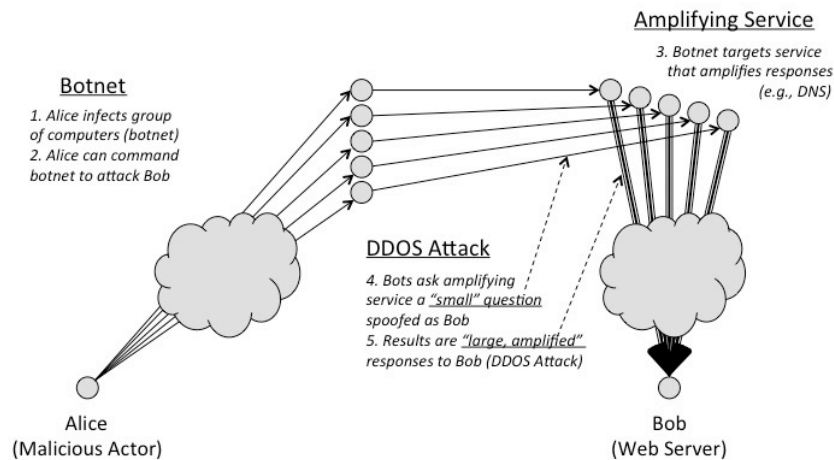 Amplifying Service
3. Botnet targets service
that amplifies responses
(e.g., DNS)
Botnet
1. Alice infects group
of computers (botnet)
2. Alice can command
botnet to attack Bob
DDOS Attack
4. Bots ask amplifying
service a “small” question
spoofed as Bob
5. Results are “large, amplified”
responses to Bob (DDOS Attack)
Alice
(Malicious Actor)
Bob
(Web Server)